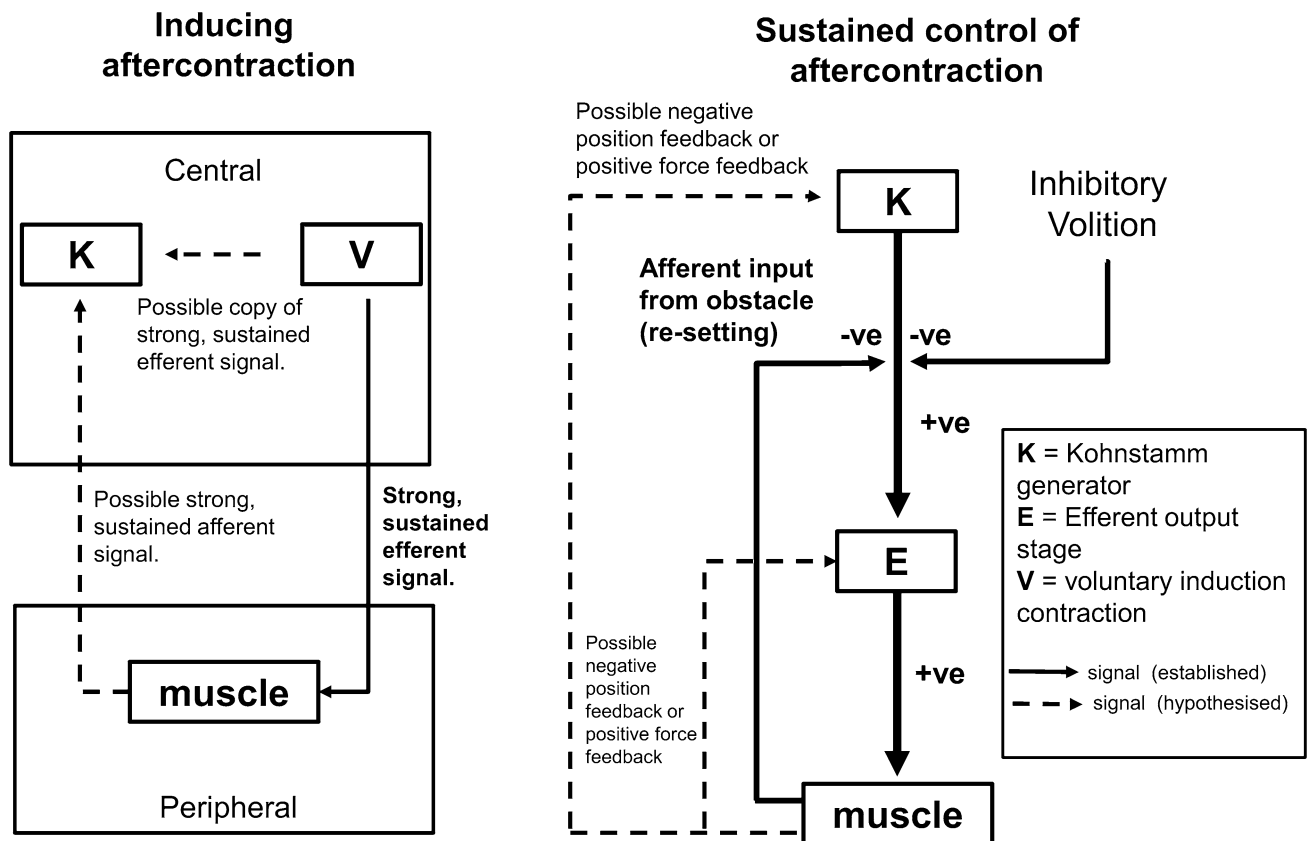 Inducing
aftercontraction
Central
K
V
Possible copy of
strong, sustained
efferent signal.
Possible strong,
sustained afferent
signal.
Strong,
sustained
efferent
signal.
muscle
Peripheral
Sustained control of
aftercontraction
Possible negative
position feedback or
positive force feedback
K
Inhibitory
Volition
Afferent input
from obstacle
(re-setting)
-ve
-ve
+ve
E
Possible
negative
position
feedback or
positive force
feedback
+ve
muscle
K = Kohnstamm
generator
E = Efferent output
stage
V = voluntary induction
contraction
signal (established)
signal (hypothesised)